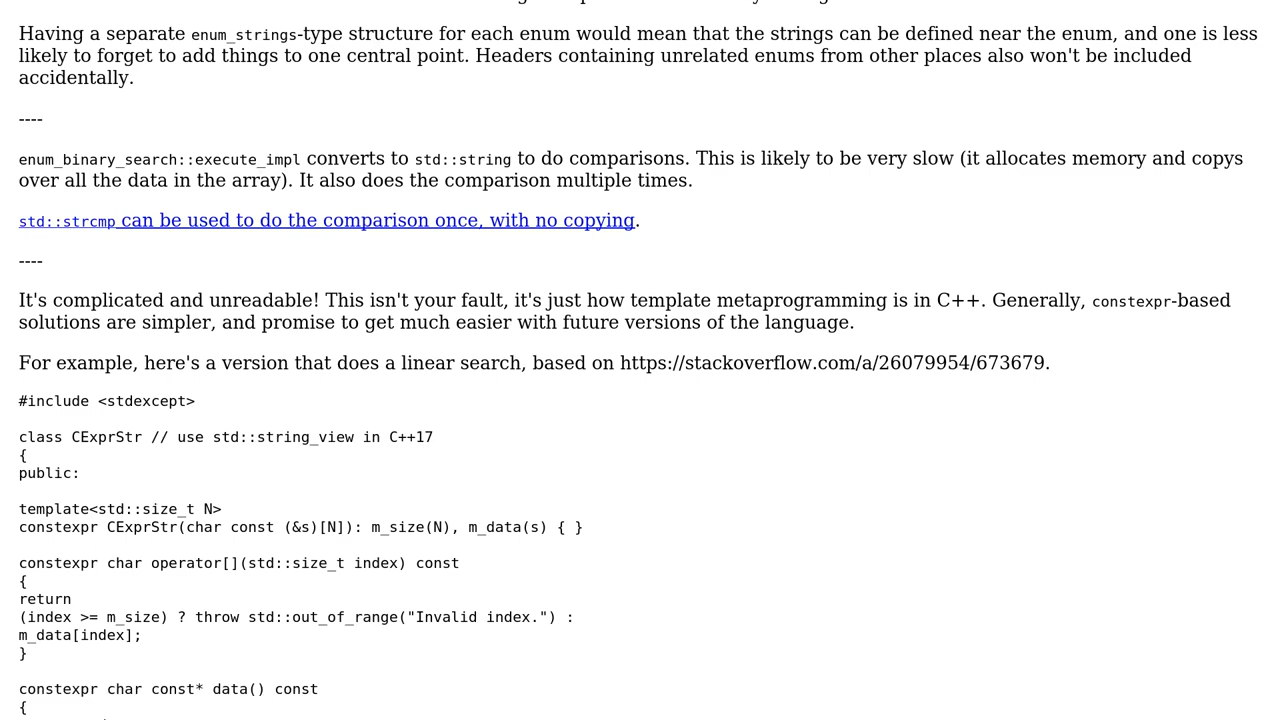 Having a separate enum_strings-type structure for each enum would mean that the strings can be defined near the enum, and one is less
likely to forget to add things to one central point. Headers containing unrelated enums from other places also won't be included
accidentally.
----
enum_binary_search::execute_impl converts to std::string to do comparisons. This is likely to be very slow (it allocates memory and copys
over all the data in the array). It also does the comparison multiple times.
std::strcmp can be used to do the comparison once, with no copying.
----
It's complicated and unreadable! This isn't your fault, it's just how template metaprogramming is in C++. Generally, constexpr-based
solutions are simpler, and promise to get much easier with future versions of the language.
For example, here's a version that does a linear search, based on https://stackoverflow.com/a/26079954/673679.
#include <stdexcept>
class CExprStr // use std::string_view in C++17
{
public:
template<std::size_t N>
constexpr CExprStr(char const (&s)[N]): m_size(N), m_data(s) { }
constexpr char operator[](std::size_t index) const
{
return
(index >= m_size) ? throw std::out_of_range("Invalid index.") :
m_data[index];
}
constexpr char const* data() const
{